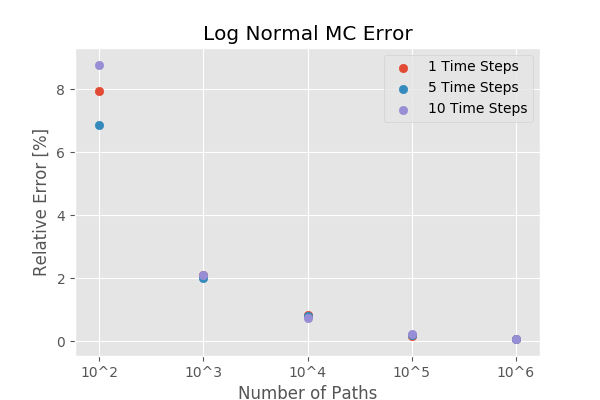 Log Normal MC Error
1 Time Steps
5 Time Steps
10 Time Steps
Relative Error [%]
8
6
4
2
0
10^2 10^3 10^4 10^5 10^6
Number of Paths